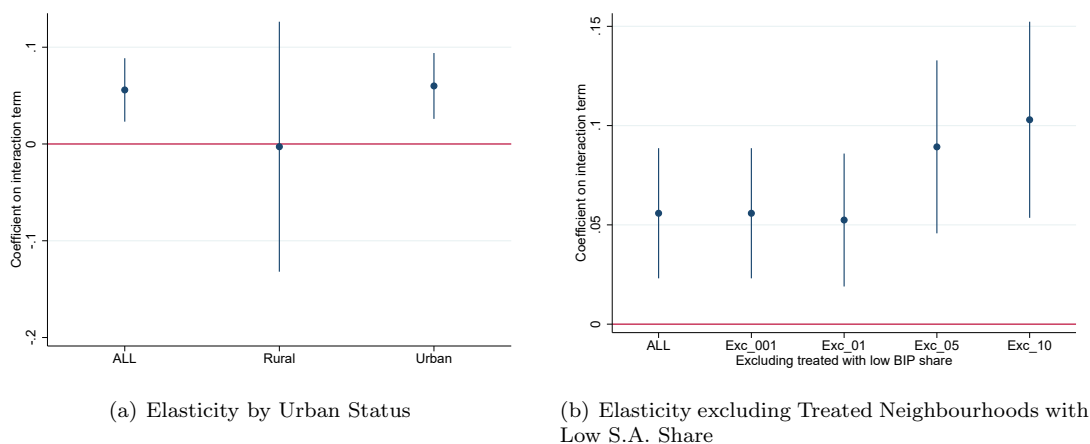 Coefficient on interaction term
.1
0
-.1
-.2
ALL Rural Urban
(a) Elasticity by Urban Status
Coefficient on interaction term
.15
.1
.05
0
ALL Exc_001 Exc_01 Exc_05 Exc_10
Excluding treated with low BIP share
(b) Elasticity excluding Treated Neighbourhoods with
Low S.A. Share